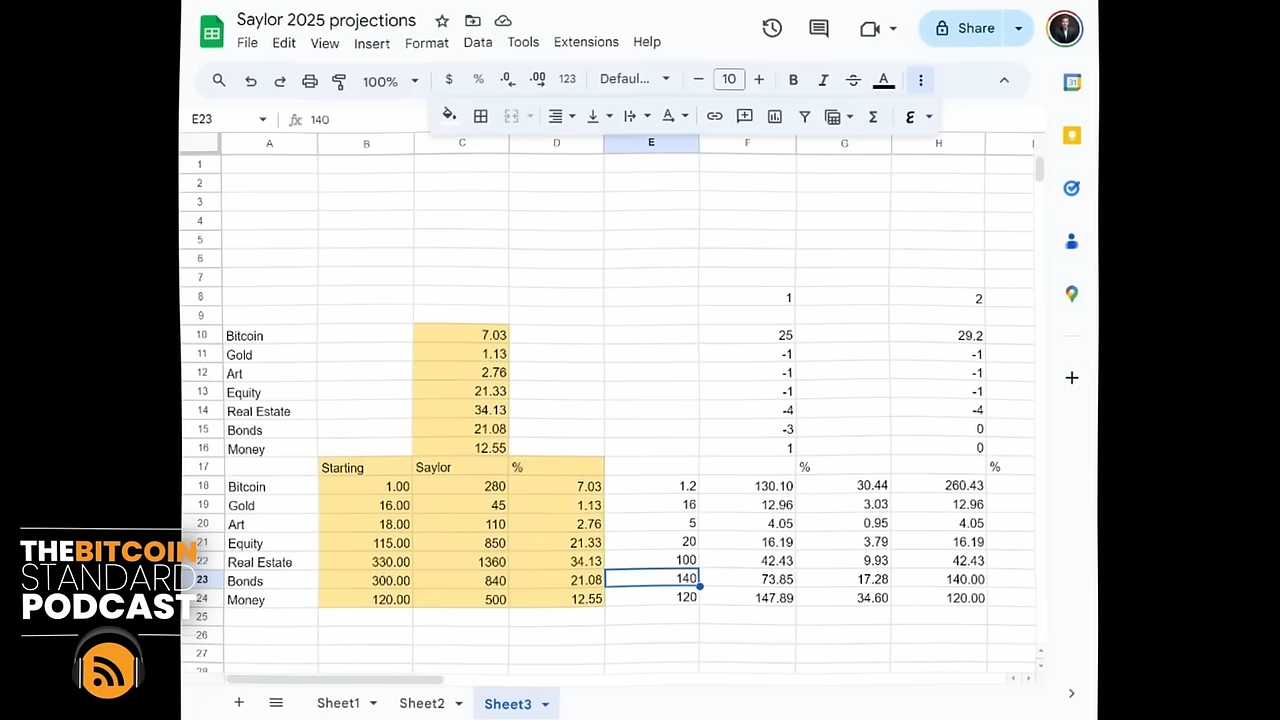 Saylor 2025 projections
File Edit View Insert Format Data Tools Extensions Help
Share
100% $ % .0 .00 123 Defaul... 10 B I S A
E23 fx 140
A B C D E F G H
1
2
3
4
5
6
7
8 1 2
9
10 Bitcoin 7.03 25 29.2
11 Gold 1.13 -1 -1
12 Art 2.76 -1 -1
13 Equity 21.33 -1 -1
14 Real Estate 34.13 -4 -4
15 Bonds 21.08 -3 0
16 Money 12.55 1 0
17 Starting Saylor % % %
18 Bitcoin 1.00 280 7.03 1.2 130.10 30.44 260.43
19 Gold 16.00 45 1.13 16 12.96 3.03 12.96
20 Art 18.00 110 2.76 5 4.05 0.95 4.05
21 Equity 115.00 850 21.33 20 16.19 3.79 16.19
22 Real Estate 330.00 1360 34.13 100 42.43 9.93 42.43
23 Bonds 300.00 840 21.08 140 73.85 17.28 140.00
24 Money 120.00 500 12.55 120 147.89 34.60 120.00
25
26
27
28
THE BITCOIN
STANDARD
PODCAST
+ Sheet1 Sheet2 Sheet3
31